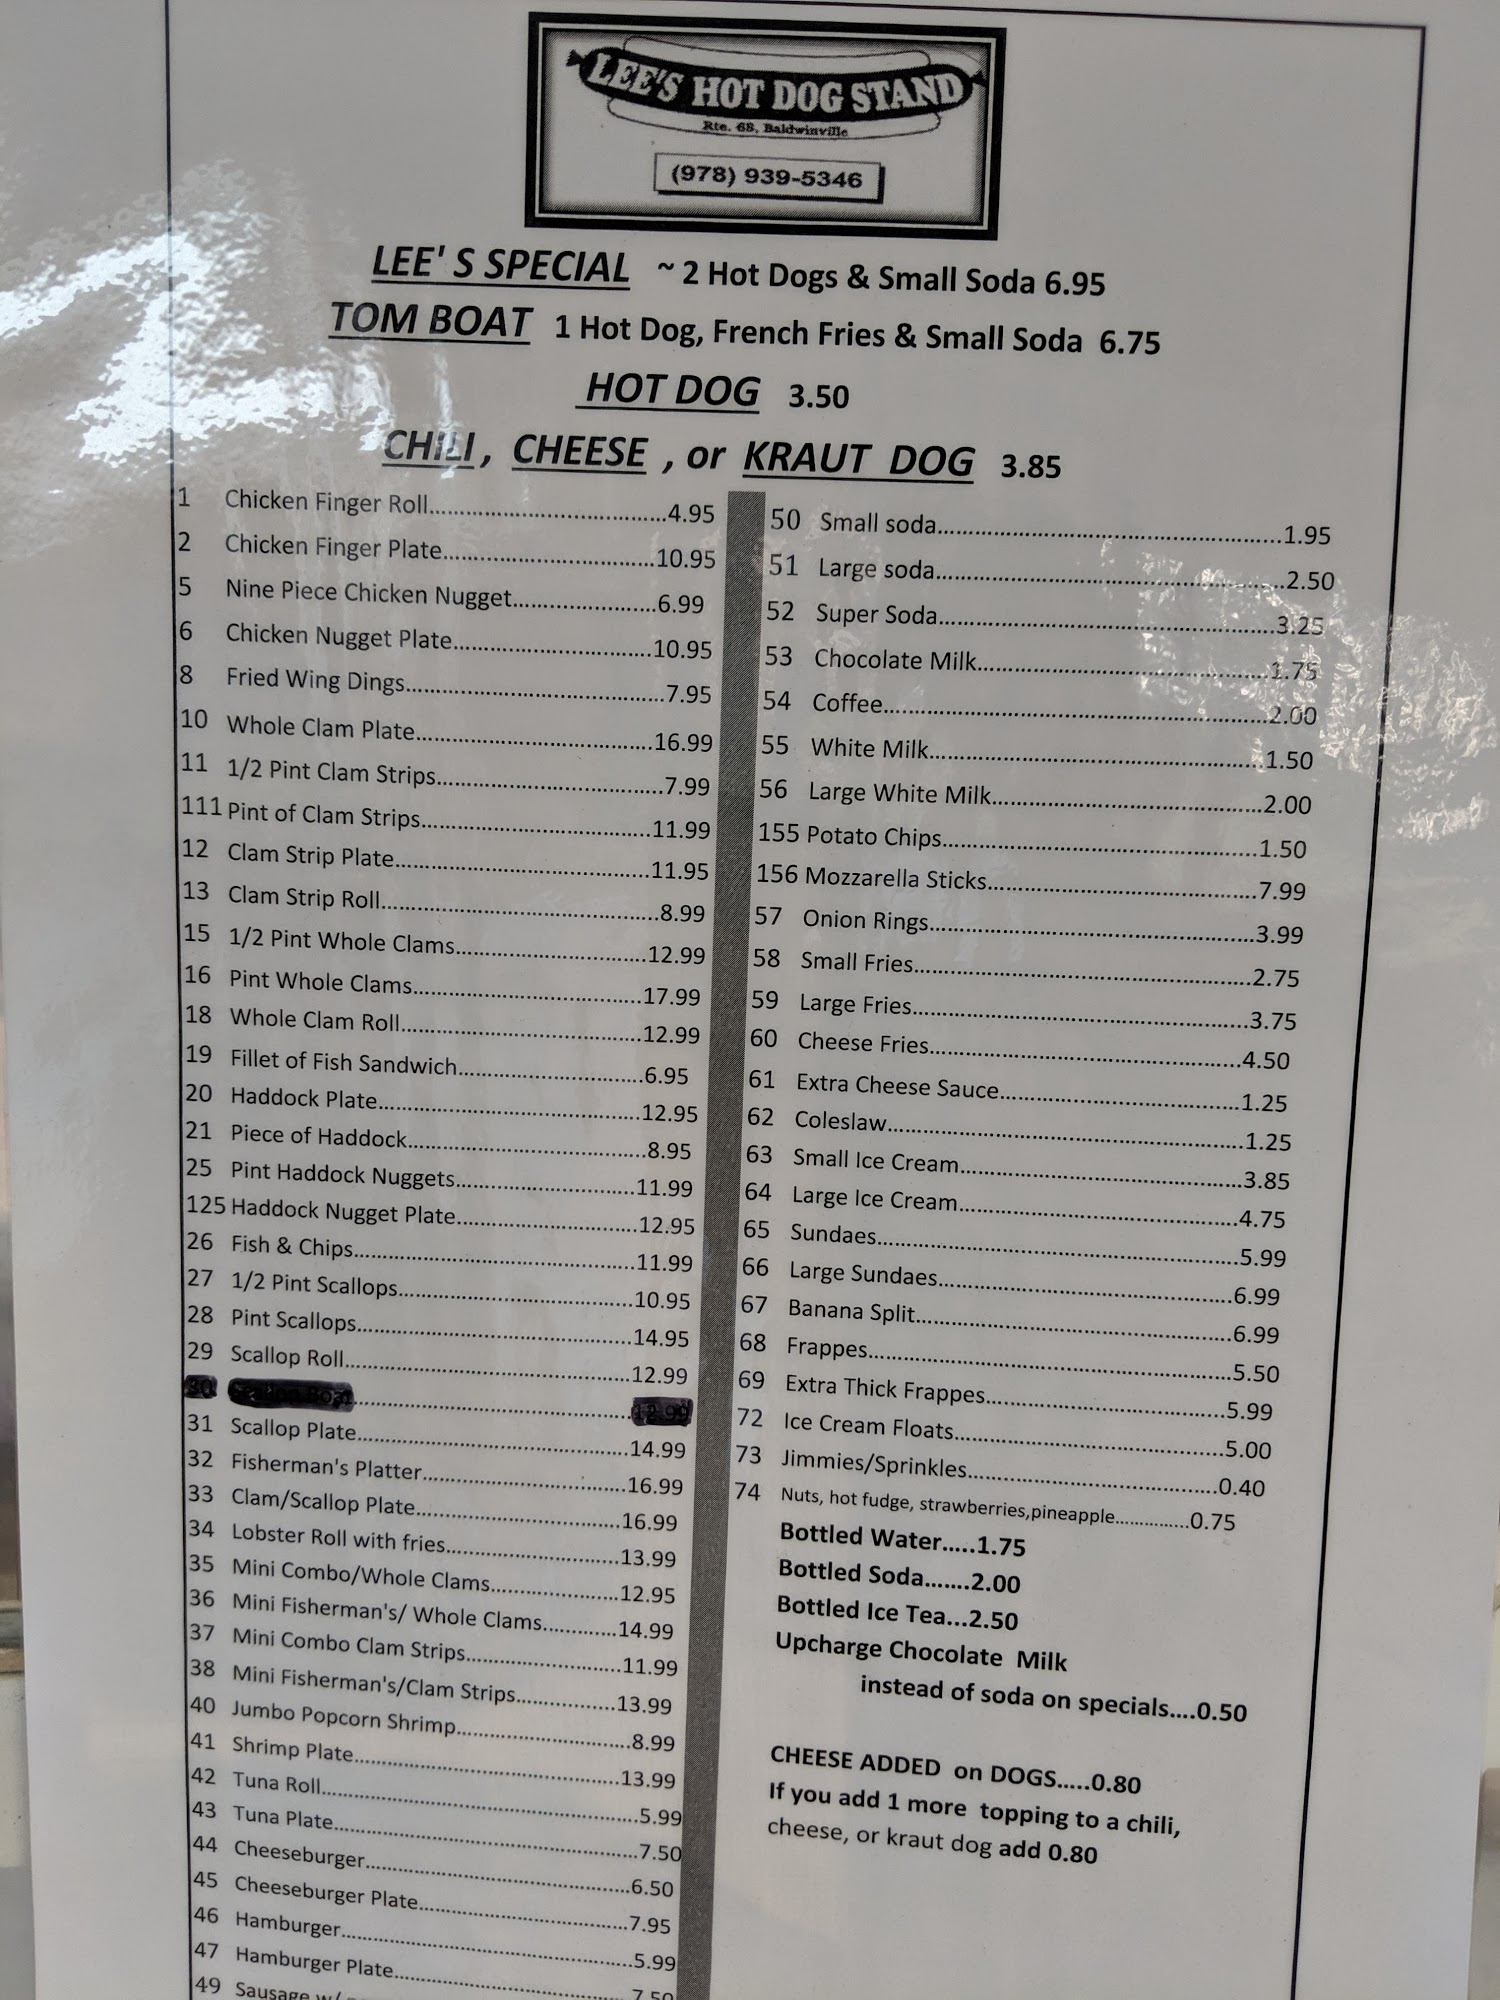 LEE'S HOT DOG STAND
Rte. 68, Baldwinville
(978) 939-5346
LEE' S SPECIAL ~ 2 Hot Dogs & Small Soda 6.95
TOM BOAT 1 Hot Dog, French Fries & Small Soda 6.75
HOT DOG 3.50
CHILI, CHEESE, or KRAUT DOG 3.85
1 Chicken Finger Roll...4.95
2 Chicken Finger Plate...10.95
5 Nine Piece Chicken Nugget...6.99
6 Chicken Nugget Plate...10.95
8 Fried Wing Dings...7.95
10 Whole Clam Plate...16.99
11 1/2 Pint Clam Strips...7.99
111 Pint of Clam Strips...11.99
12 Clam Strip Plate...11.95
13 Clam Strip Roll...8.99
15 1/2 Pint Whole Clams...12.99
16 Pint Whole Clams...17.99
18 Whole Clam Roll...12.99
19 Fillet of Fish Sandwich...6.95
20 Haddock Plate...12.95
21 Piece of Haddock...8.95
25 Pint Haddock Nuggets...11.99
125 Haddock Nugget Plate...12.95
26 Fish & Chips...11.99
27 1/2 Pint Scallops...10.95
28 Pint Scallops...14.95
29 Scallop Roll...12.99
30
31 Scallop Plate...14.99
32 Fisherman's Platter...16.99
33 Clam/Scallop Plate...16.99
34 Lobster Roll with fries...13.99
35 Mini Combo/Whole Clams...12.95
36 Mini Fisherman's/ Whole Clams...14.99
37 Mini Combo Clam Strips...11.99
38 Mini Fisherman's/Clam Strips...13.99
40 Jumbo Popcorn Shrimp...8.99
41 Shrimp Plate...13.99
42 Tuna Roll...5.99
43 Tuna Plate...7.50
44 Cheeseburger...6.50
45 Cheeseburger Plate...7.95
46 Hamburger...5.99
47 Hamburger Plate...7.50
49 Sausage w/
50 Small soda...1.95
51 Large soda...2.50
52 Super Soda...3.25
53 Chocolate Milk...1.75
54 Coffee...2.00
55 White Milk...1.50
56 Large White Milk...2.00
155 Potato Chips...1.50
156 Mozzarella Sticks...7.99
57 Onion Rings...3.99
58 Small Fries...2.75
59 Large Fries...3.75
60 Cheese Fries...4.50
61 Extra Cheese Sauce...1.25
62 Coleslaw...1.25
63 Small Ice Cream...3.85
64 Large Ice Cream...4.75
65 Sundaes...5.99
66 Large Sundaes...6.99
67 Banana Split...6.99
68 Frappes...5.50
69 Extra Thick Frappes...5.99
72 Ice Cream Floats...5.00
73 Jimmies/Sprinkles...0.40
74 Nuts, hot fudge, strawberries,pineapple...0.75
Bottled Water.....1.75
Bottled Soda.......2.00
Bottled Ice Tea...2.50
Upcharge Chocolate Milk
instead of soda on specials....0.50
CHEESE ADDED on DOGS.....0.80
If you add 1 more topping to a chili,
cheese, or kraut dog add 0.80